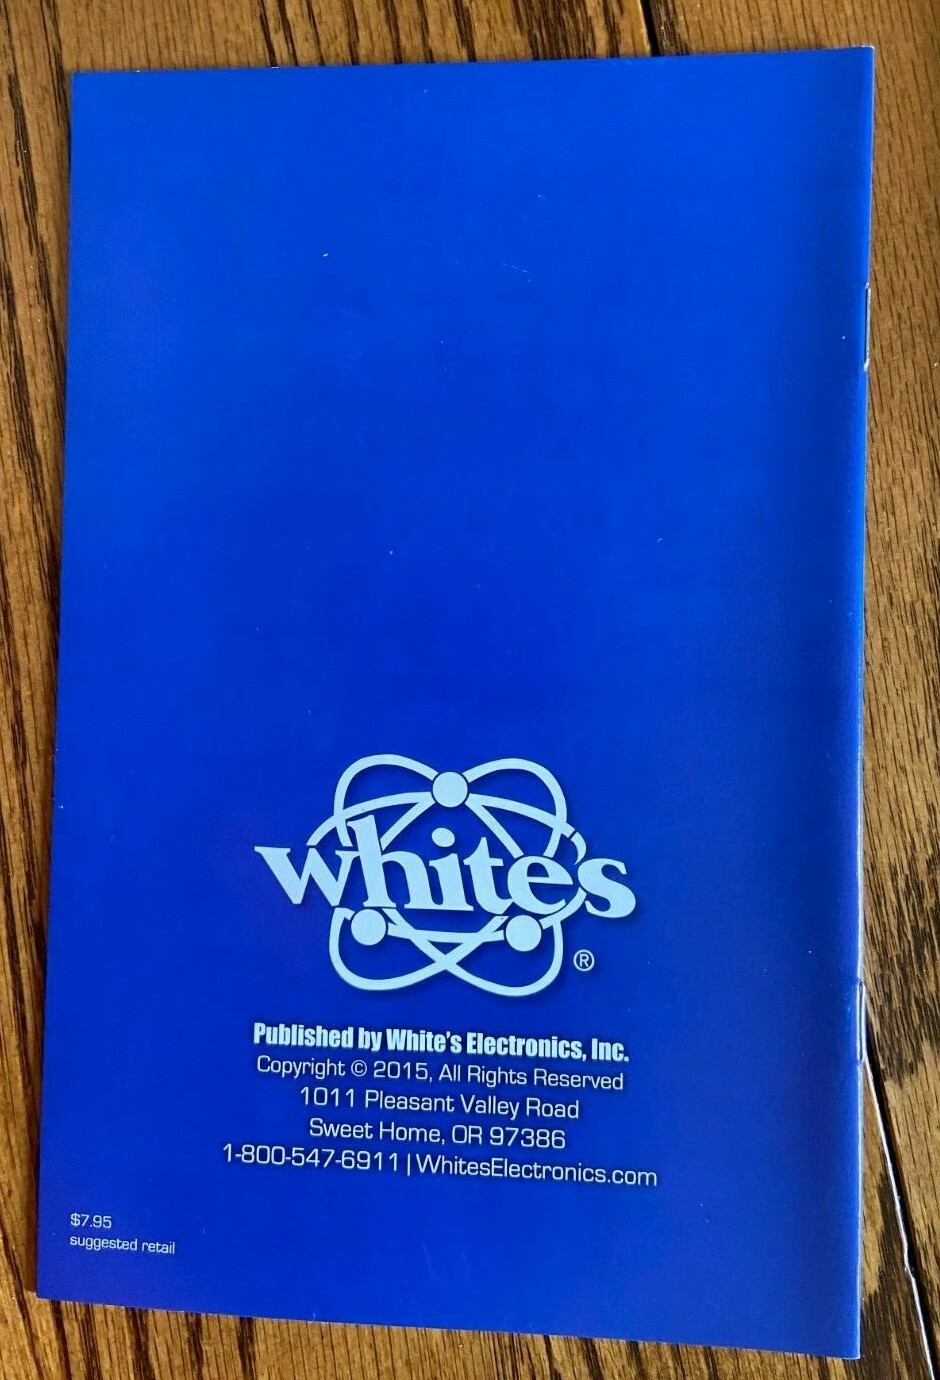 white's
®
Published by White's Electronics, Inc.
Copyright © 2015, All Rights Reserved
1011 Pleasant Valley Road
Sweet Home, OR 97386
1-800-547-6911 | WhitesElectronics.com
$7.95
suggested retail